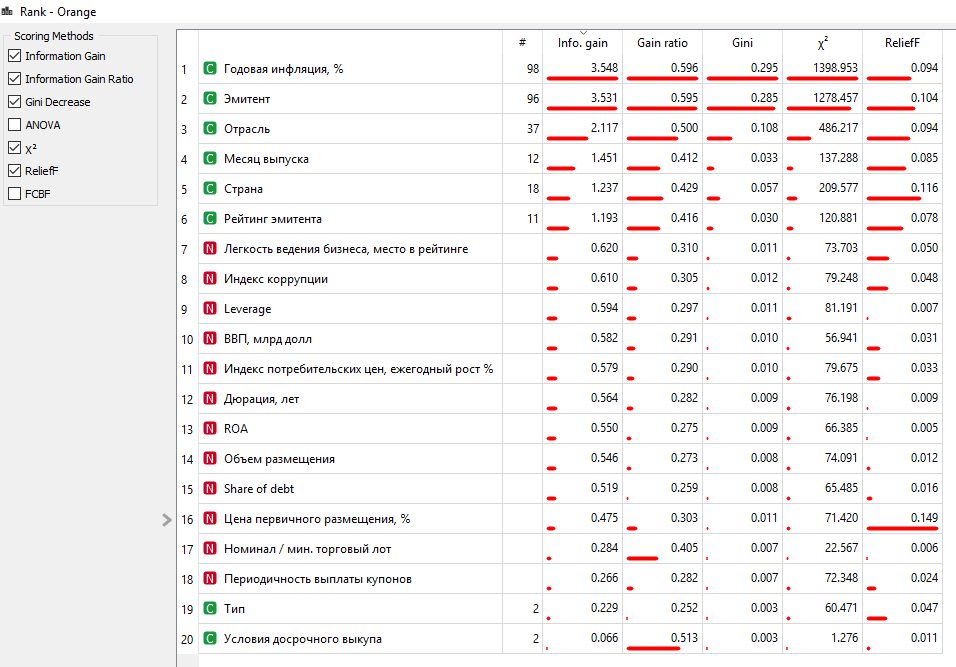 Rank - Orange
Scoring Methods
Information Gain
Information Gain Ratio
Gini Decrease
ANOVA
χ²
ReliefF
FCBF
# Info. gain Gain ratio Gini χ² ReliefF
1 C Годовая инфляция, % 98 3.548 0.596 0.295 1398.953 0.094
2 C Эмитент 96 3.531 0.595 0.285 1278.457 0.104
3 C Отрасль 37 2.117 0.500 0.108 486.217 0.094
4 C Месяц выпуска 12 1.451 0.412 0.033 137.288 0.085
5 C Страна 18 1.237 0.429 0.057 209.577 0.116
6 C Рейтинг эмитента 11 1.193 0.416 0.030 120.881 0.078
7 N Легкость ведения бизнеса, место в рейтинге 0.620 0.310 0.011 73.703 0.050
8 N Индекс коррупции 0.610 0.305 0.012 79.248 0.048
9 N Leverage 0.594 0.297 0.011 81.191 0.007
10 N ВВП, млрд долл 0.582 0.291 0.010 56.941 0.031
11 N Индекс потребительских цен, ежегодный рост % 0.579 0.290 0.010 79.675 0.033
12 N Дюрация, лет 0.564 0.282 0.009 76.198 0.009
13 N ROA 0.550 0.275 0.009 66.385 0.005
14 N Объем размещения 0.546 0.273 0.008 74.091 0.012
15 N Share of debt 0.519 0.259 0.008 65.485 0.016
16 N Цена первичного размещения, % 0.475 0.303 0.011 71.420 0.149
17 N Номинал / мин. торговый лот 0.284 0.405 0.007 22.567 0.006
18 N Периодичность выплаты купонов 0.266 0.282 0.007 72.348 0.024
19 C Тип 2 0.229 0.252 0.003 60.471 0.047
20 C Условия досрочного выкупа 2 0.066 0.513 0.003 1.276 0.011